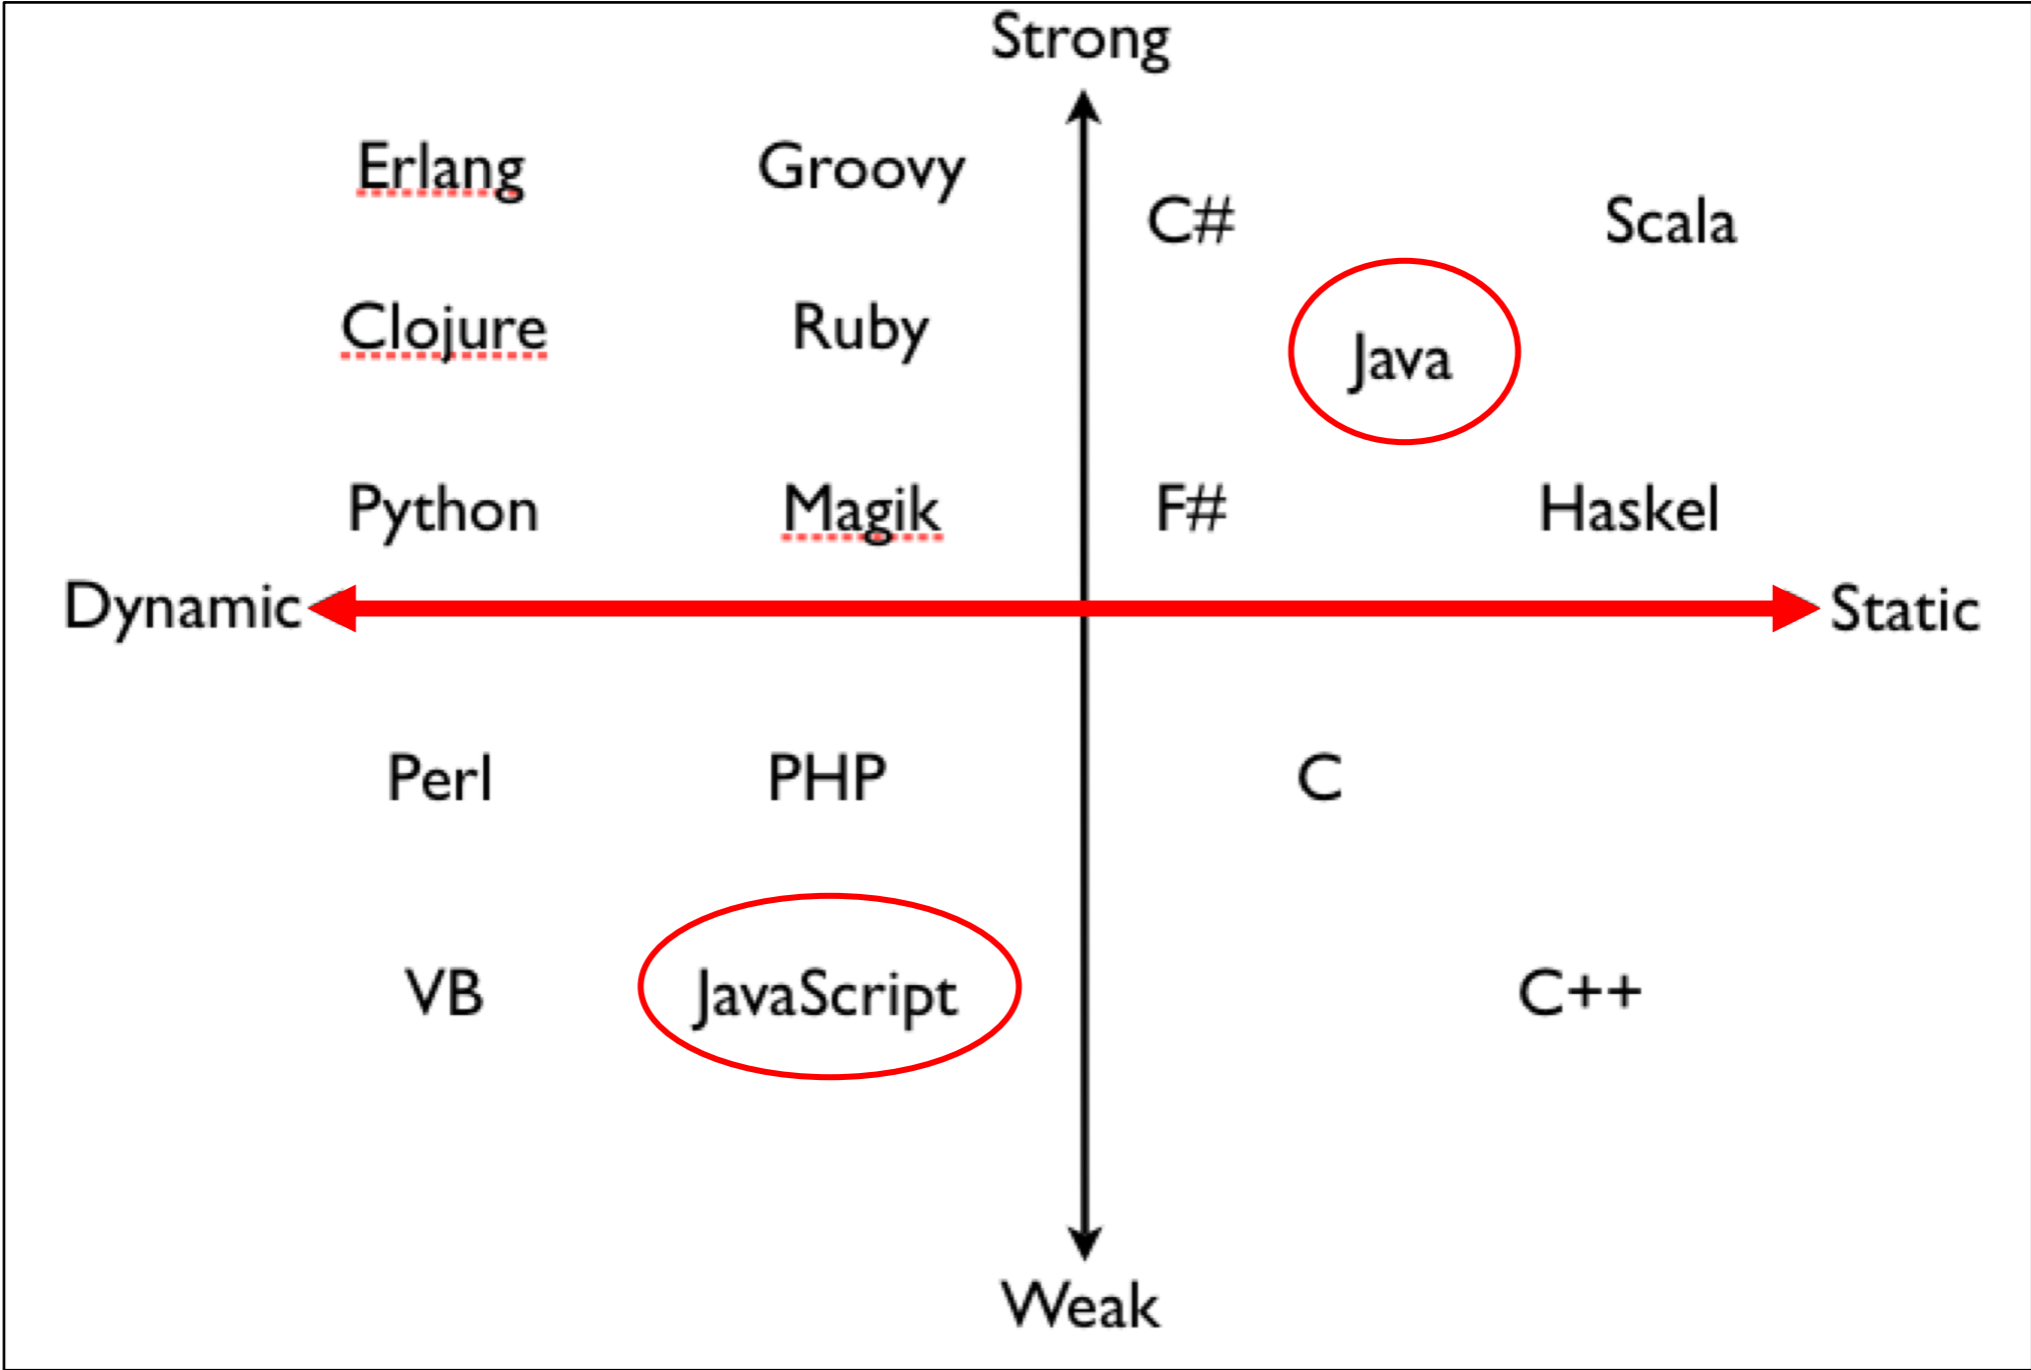 Strong
Erlang Groovy
C# Scala
Clojure Ruby
Java
Python Magik F# Haskel
Dynamic Static
Perl PHP C
VB JavaScript C++
Weak